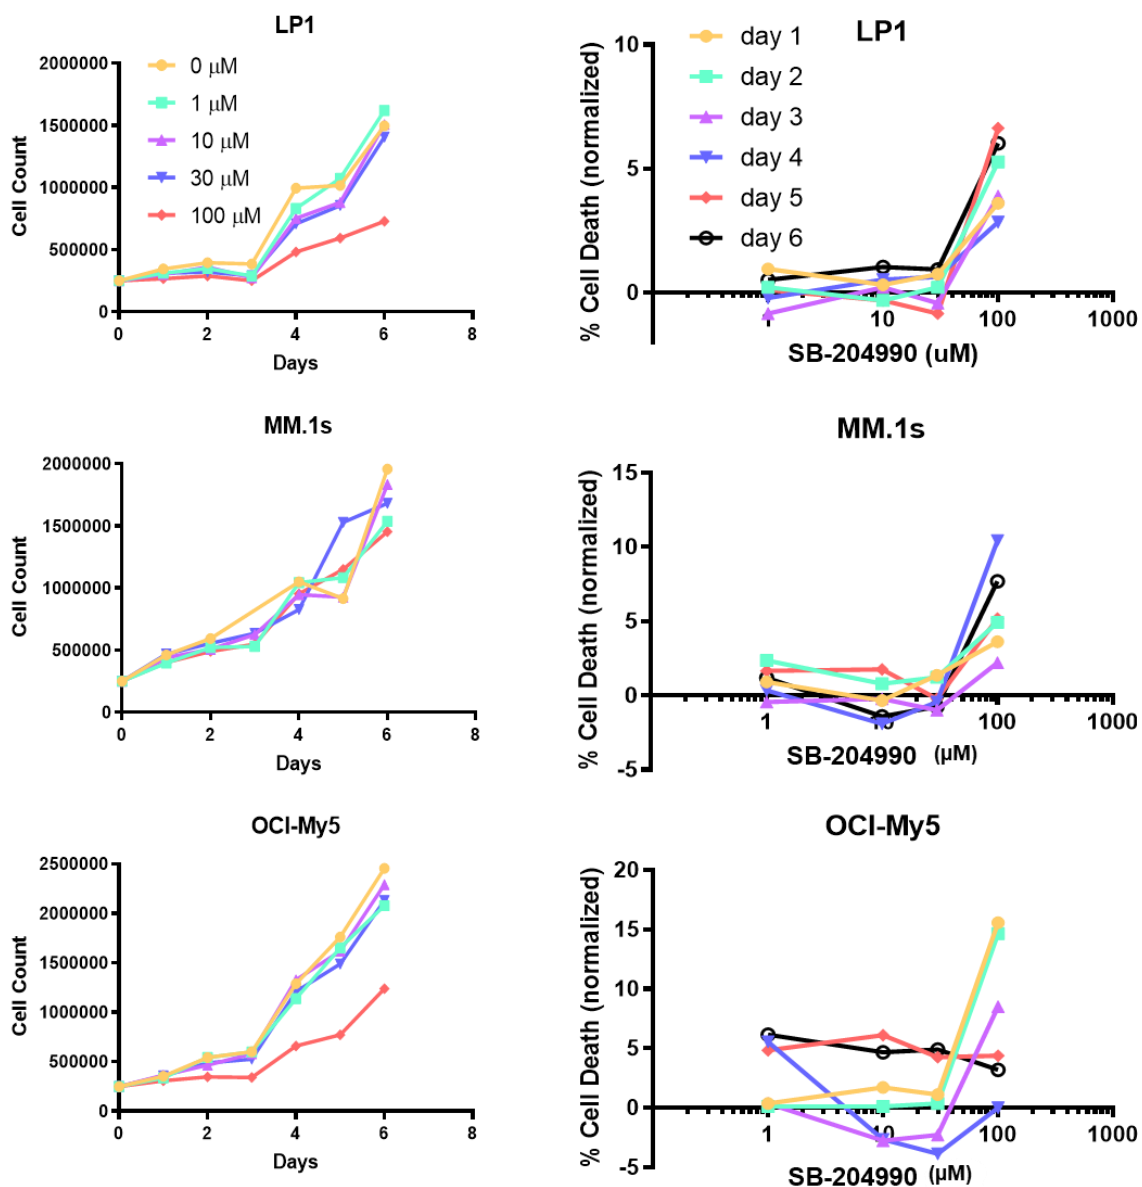 LP1
Cell Count
2000000
1500000
1000000
500000
0
0 μM
1 μM
10 μM
30 μM
100 μM
0
2
4
6
8
Days
LP1
% Cell Death (normalized)
10
5
0
day 1
day 2
day 3
day 4
day 5
day 6
1
10
100
1000
SB-204990 (uM)
MM.1s
Cell Count
2000000
1500000
1000000
500000
0
0
2
4
6
8
Days
MM.1s
% Cell Death (normalized)
15
10
5
0
-5
1
10
100
1000
SB-204990 (μM)
OCI-My5
Cell Count
2500000
2000000
1500000
1000000
500000
0
0
2
4
6
8
Days
OCI-My5
% Cell Death (normalized)
20
15
10
5
0
-5
1
10
100
1000
SB-204990 (μM)